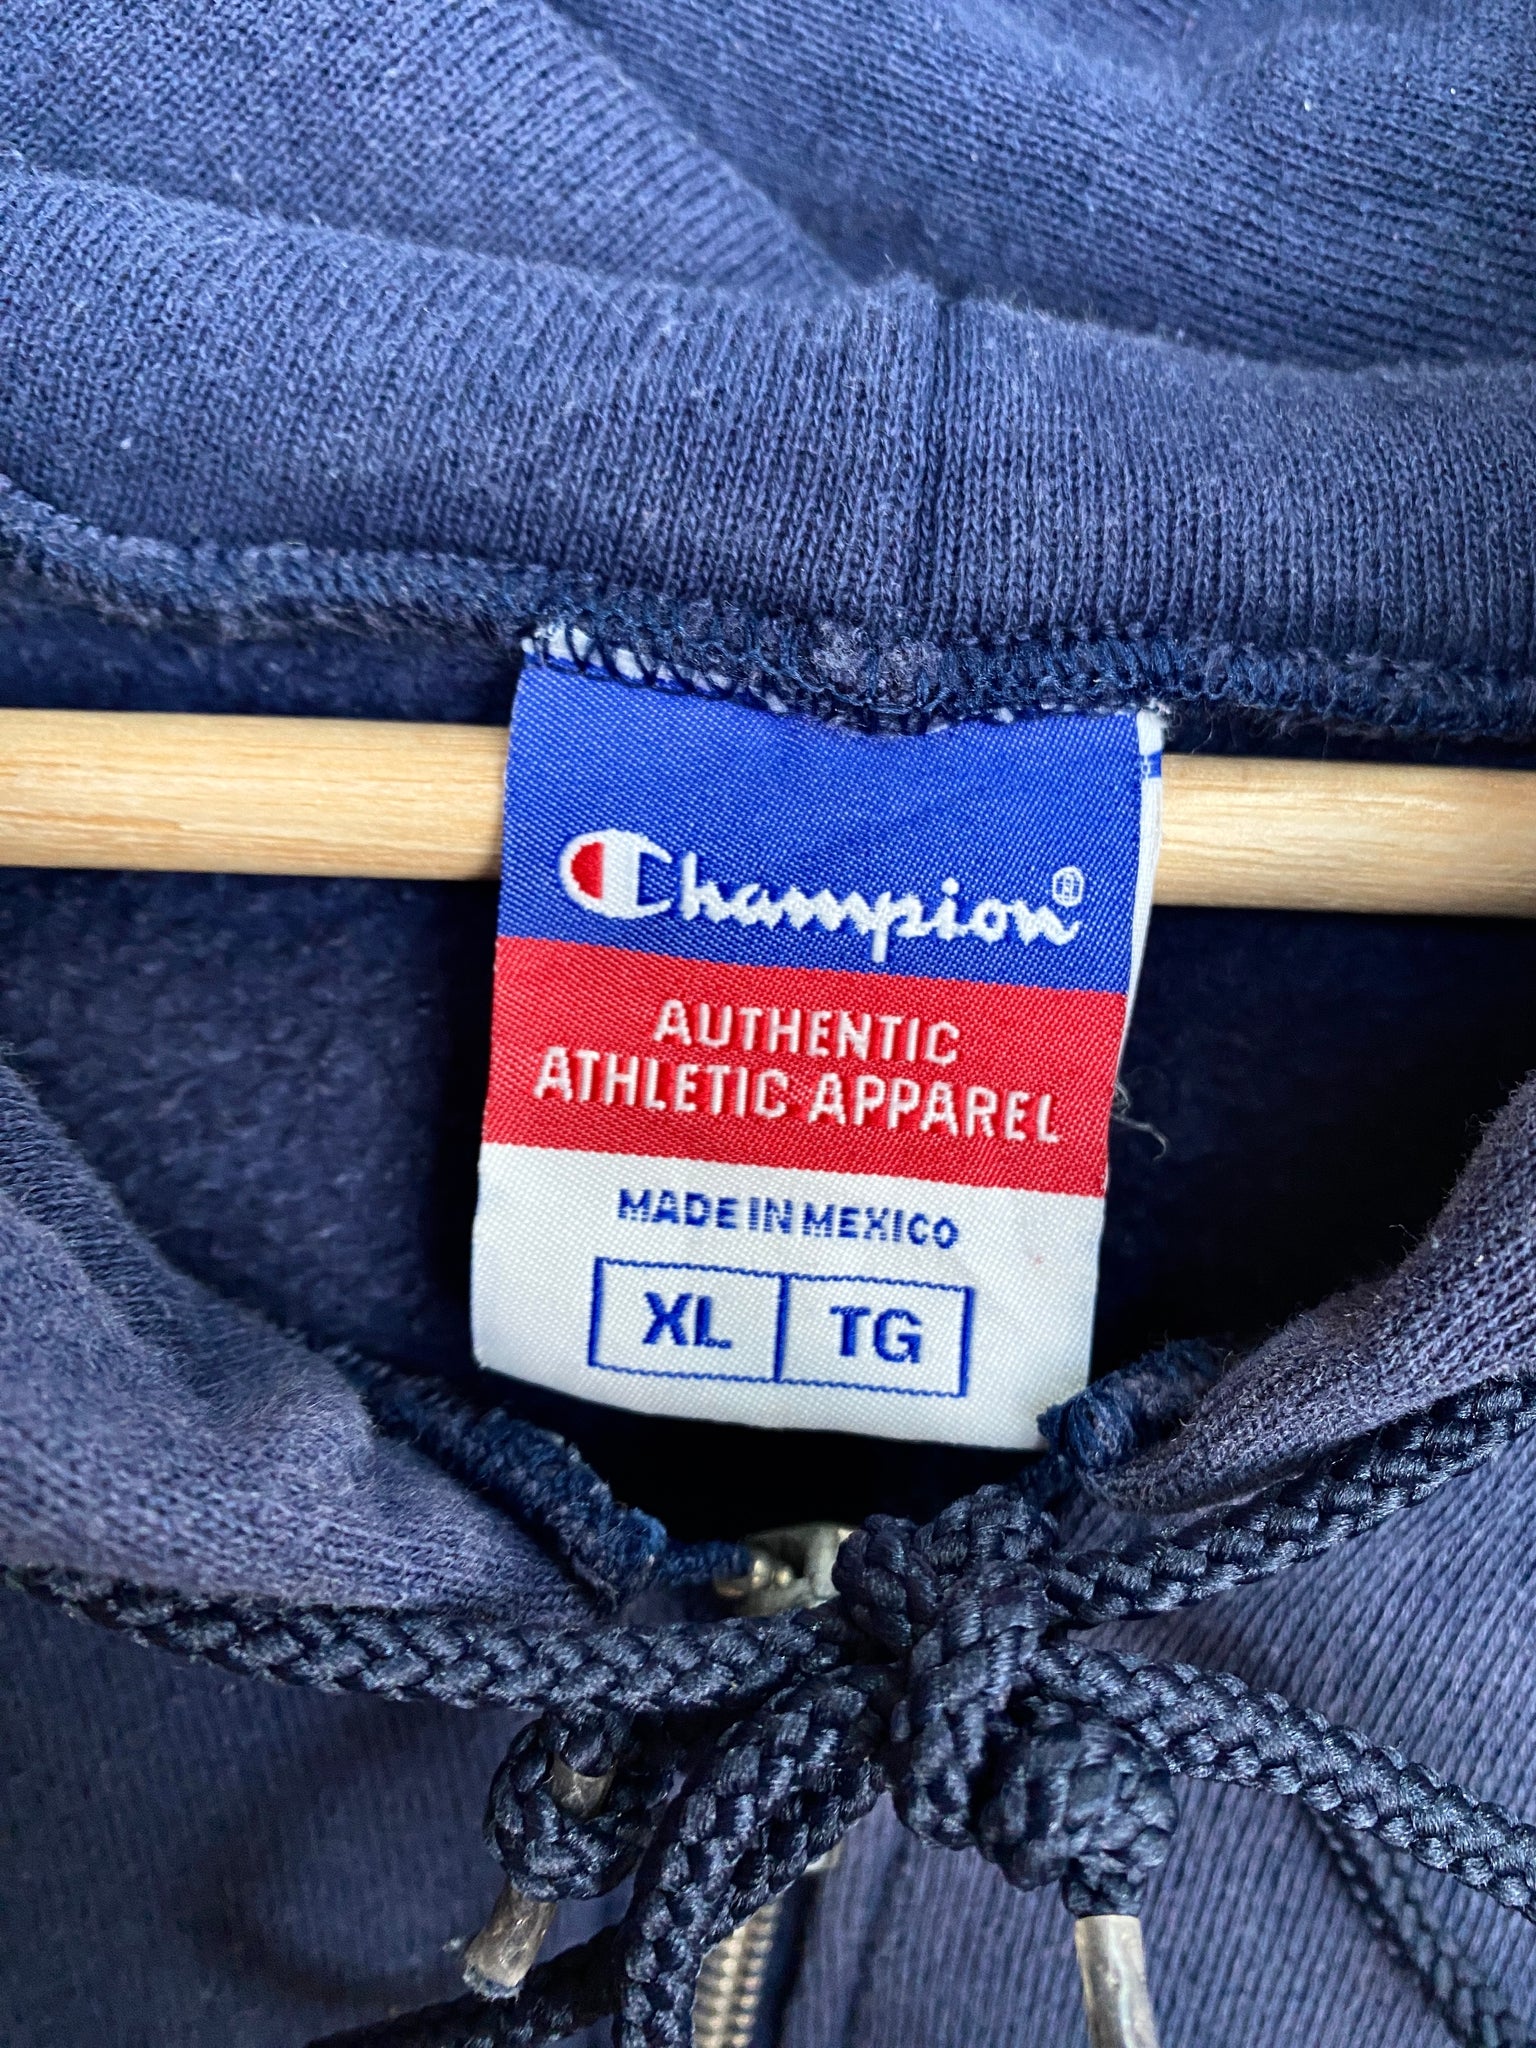 Champion®
AUTHENTIC
ATHLETIC APPAREL
MADE IN MEXICO
XL TG